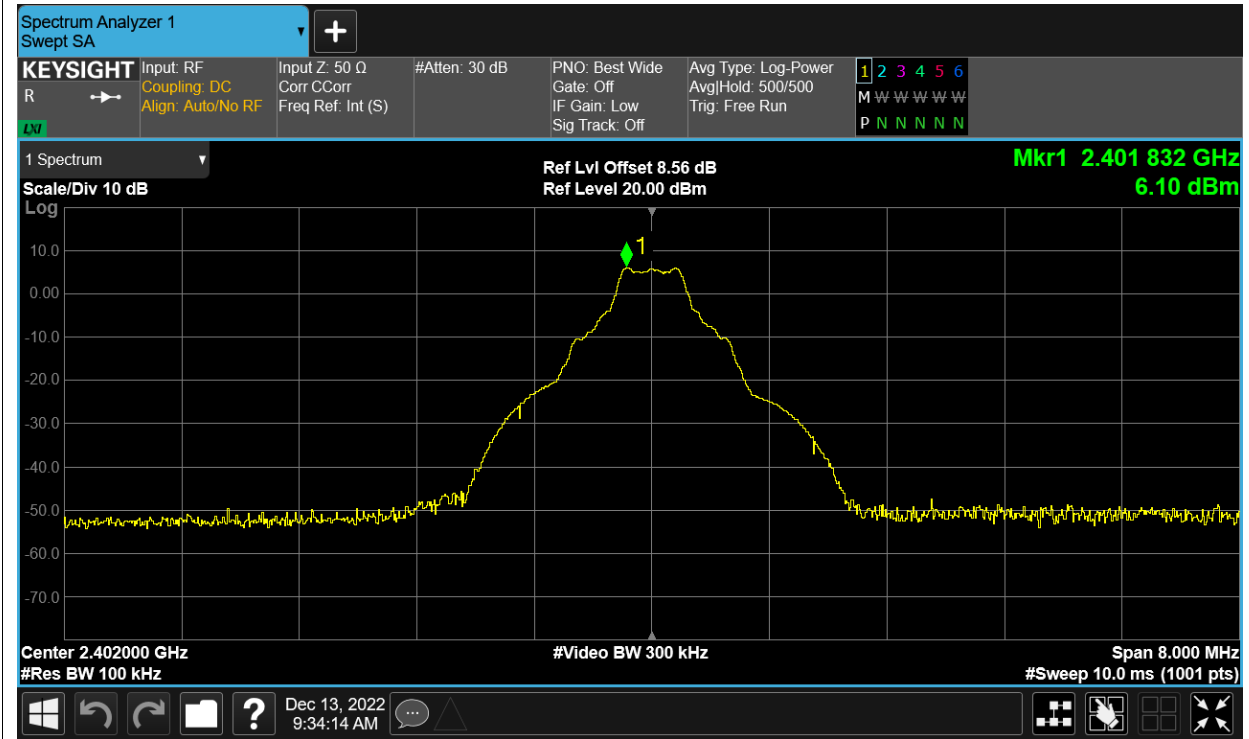 Spectrum Analyzer 1
Swept SA
KEYSIGHT
R
LXI
Input: RF
Coupling: DC
Align: Auto/No RF
Input Z: 50 Ω
Corr CCorr
Freq Ref: Int (S)
#Atten: 30 dB
PNO: Best Wide
Gate: Off
IF Gain: Low
Sig Track: Off
Avg Type: Log-Power
Avg|Hold: 500/500
Trig: Free Run
1 2 3 4 5 6
M W W W W W
P N N N N N
1 Spectrum
Scale/Div 10 dB
Ref Lvl Offset 8.56 dB
Ref Level 20.00 dBm
Mkr1 2.401 832 GHz
6.10 dBm
Log
1
10.0
0.00
-10.0
-20.0
-30.0
-40.0
-50.0
-60.0
-70.0
Center 2.402000 GHz
#Res BW 100 kHz
#Video BW 300 kHz
Span 8.000 MHz
#Sweep 10.0 ms (1001 pts)
?
Dec 13, 2022
9:34:14 AM